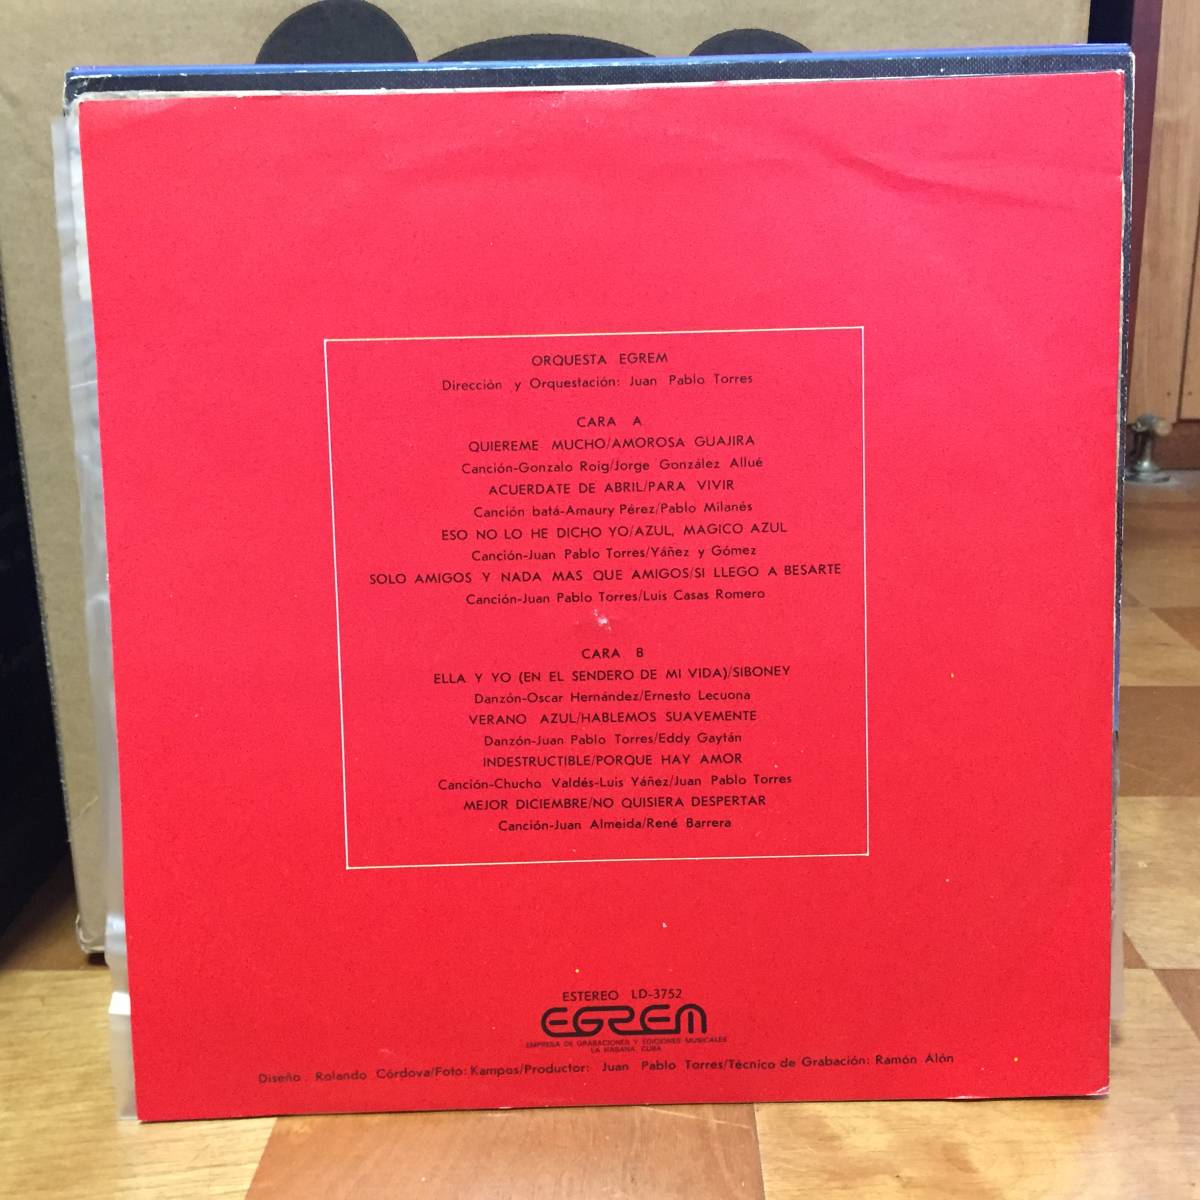 ORQUESTA EGREM
Dirección y Orquestación: Juan Pablo Torres
CARA A
QUIEREME MUCHO/AMOROSA GUAJIRA
Canción-Gonzalo Roig/Jorge González Allué
ACUERDATE DE ABRIL/PARA VIVIR
Canción batá-Amaury Pérez/Pablo Milanés
ESO NO LO HE DICHO YO/AZUL, MAGICO AZUL
Canción-Juan Pablo Torres/Yáñez y Gómez
SOLO AMIGOS Y NADA MAS QUE AMIGOS/SI LLEGO A BESARTE
Canción-Juan Pablo Torres/Luis Casas Romero
CARA B
ELLA Y YO (EN EL SENDERO DE MI VIDA)/SIBONEY
Danzón-Oscar Hernández/Ernesto Lecuona
VERANO AZUL/HABLEMOS SUAVEMENTE
Danzón-Juan Pablo Torres/Eddy Gaytán
INDESTRUCTIBLE/PORQUE HAY AMOR
Canción-Chucho Valdés-Luis Yáñez/Juan Pablo Torres
MEJOR DICIEMBRE/NO QUISIERA DESPERTAR
Canción-Juan Almeida/René Barrera
ESTEREO LD-3752
EGREM
EMPRESA DE GRABACIONES Y EDICIONES MUSICALES
LA HABANA, CUBA
Diseño. Rolando Córdova/Foto: Kampos/Productor: Juan Pablo Torres/Técnico de Grabación: Ramón Alón